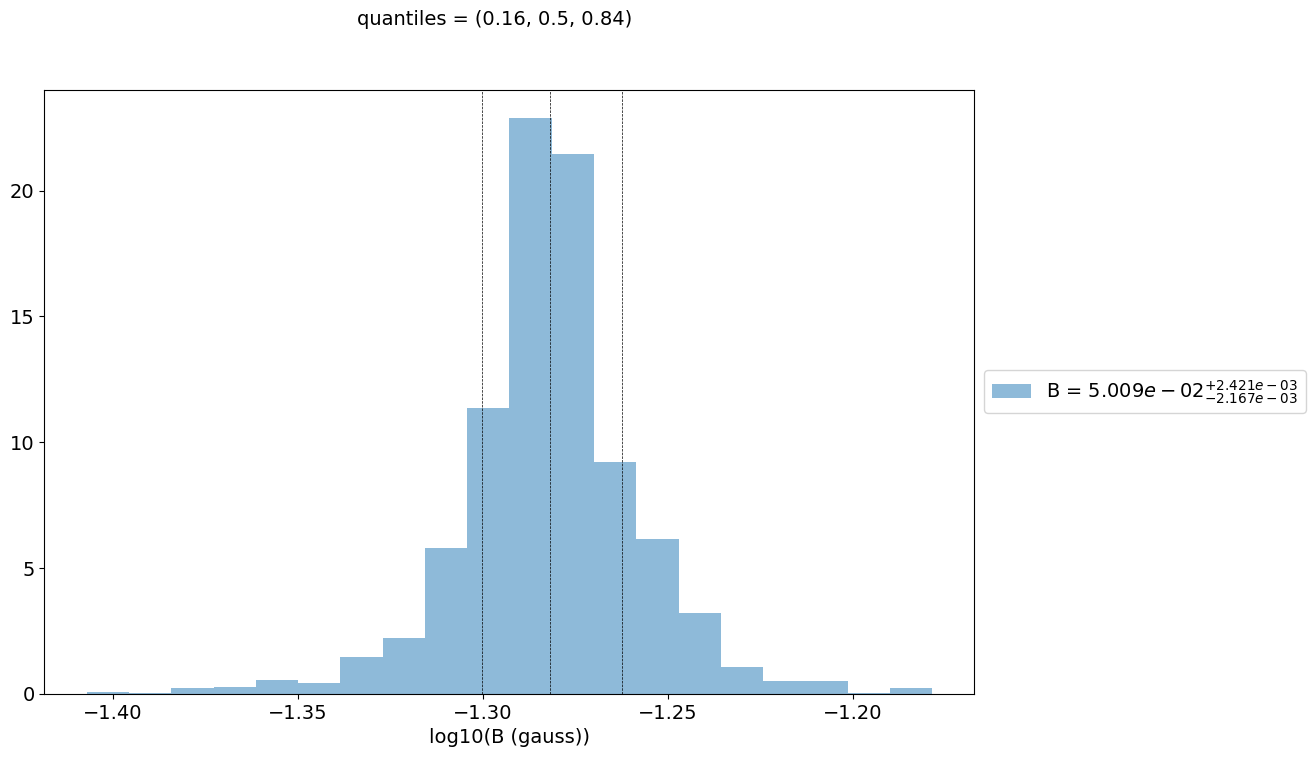 quantiles = (0.16, 0.5, 0.84)
20
15
10
5
0
−1.40 −1.35 −1.30 −1.25 −1.20
log10(B (gauss))
B = 5.009e − 02 +2.421e−03 −2.167e−03